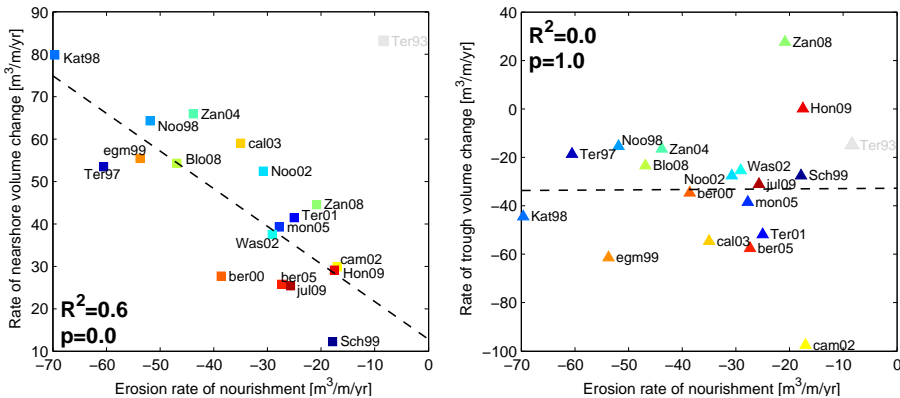 Rate of nearshore volume change [m³/m/yr]
90
80
70
60
50
40
30
20
10
Ter93
Kat98
Zan04
Noo98
cal03
egm99
Blo08
Ter97
Noo02
Zan08
Ter01
mon05
Was02
cam02
Hon09
ber00
ber05
jul09
Sch99
R²=0.6
p=0.0
−70 −60 −50 −40 −30 −20 −10 0
Erosion rate of nourishment [m³/m/yr]
Rate of trough volume change [m³/m/yr]
40
20
0
−20
−40
−60
−80
−100
R²=0.0
p=1.0
Zan08
Hon09
Ter93
Noo98
Zan04
Ter97
Blo08
Was02
Noo02
Sch99
jul09
ber00
mon05
Kat98
Ter01
cal03
ber05
egm99
cam02
−70 −60 −50 −40 −30 −20 −10 0
Erosion rate of nourishment [m³/m/yr]